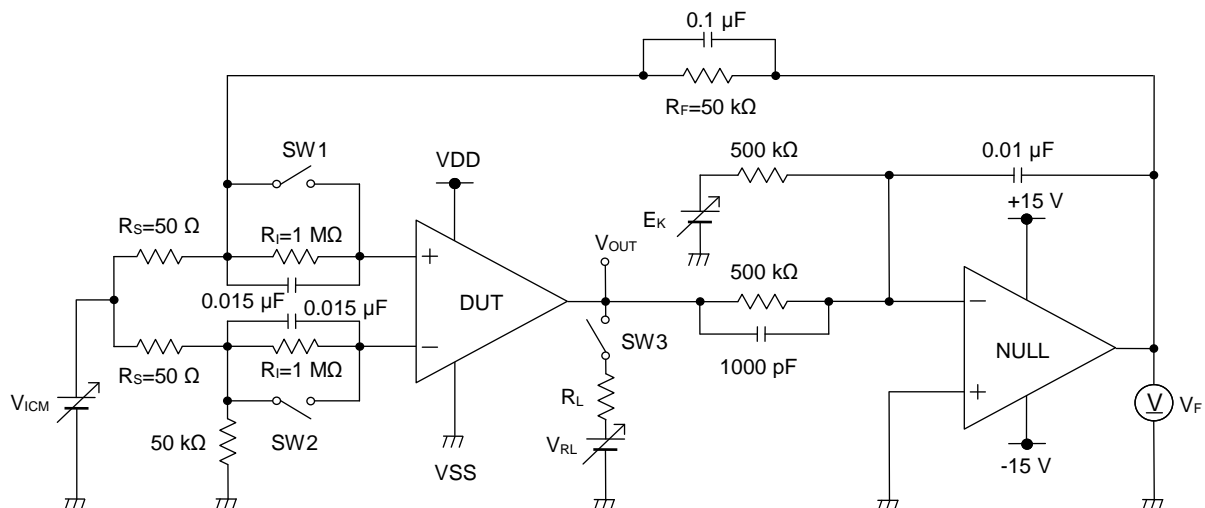 0.1 µF
RF=50 kΩ
SW1
VDD
500 kΩ
0.01 µF
+15 V
EK
RS=50 Ω
RI=1 MΩ
VOUT
+
500 kΩ
0.015 µF
0.015 µF
DUT
−
SW3
−
RS=50 Ω
RI=1 MΩ
1000 pF
NULL
VICM
RL
+
V
VF
50 kΩ
SW2
VRL
VSS
-15 V